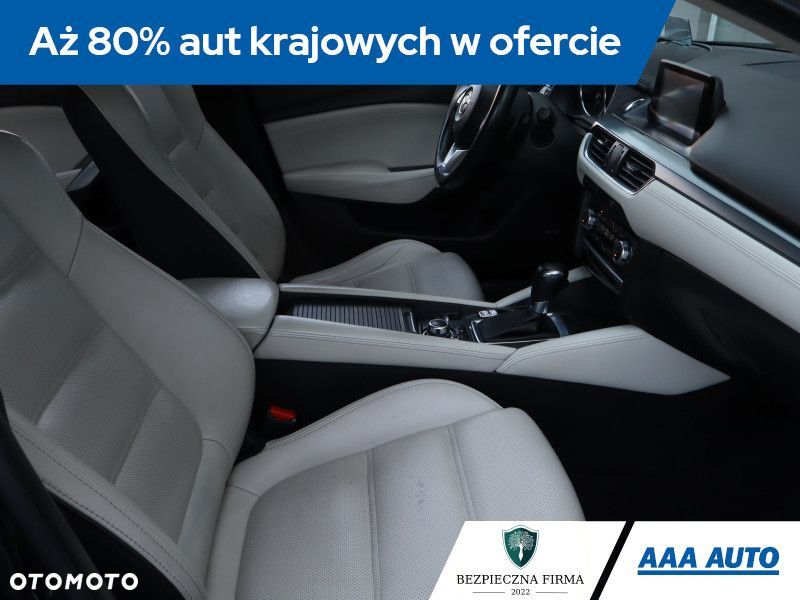 Aż 80% aut krajowych w ofercie
BEZPIECZNA FIRMA
2022
AAA AUTO
OTOMOTO